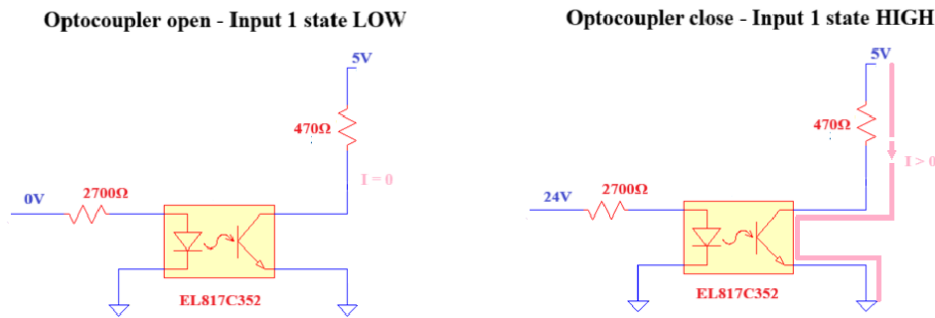 Optocoupler open - Input 1 state LOW
5V
470Ω
I = 0
2700Ω
0V
EL817C352
Optocoupler close - Input 1 state HIGH
5V
470Ω
I > 0
2700Ω
24V
EL817C352